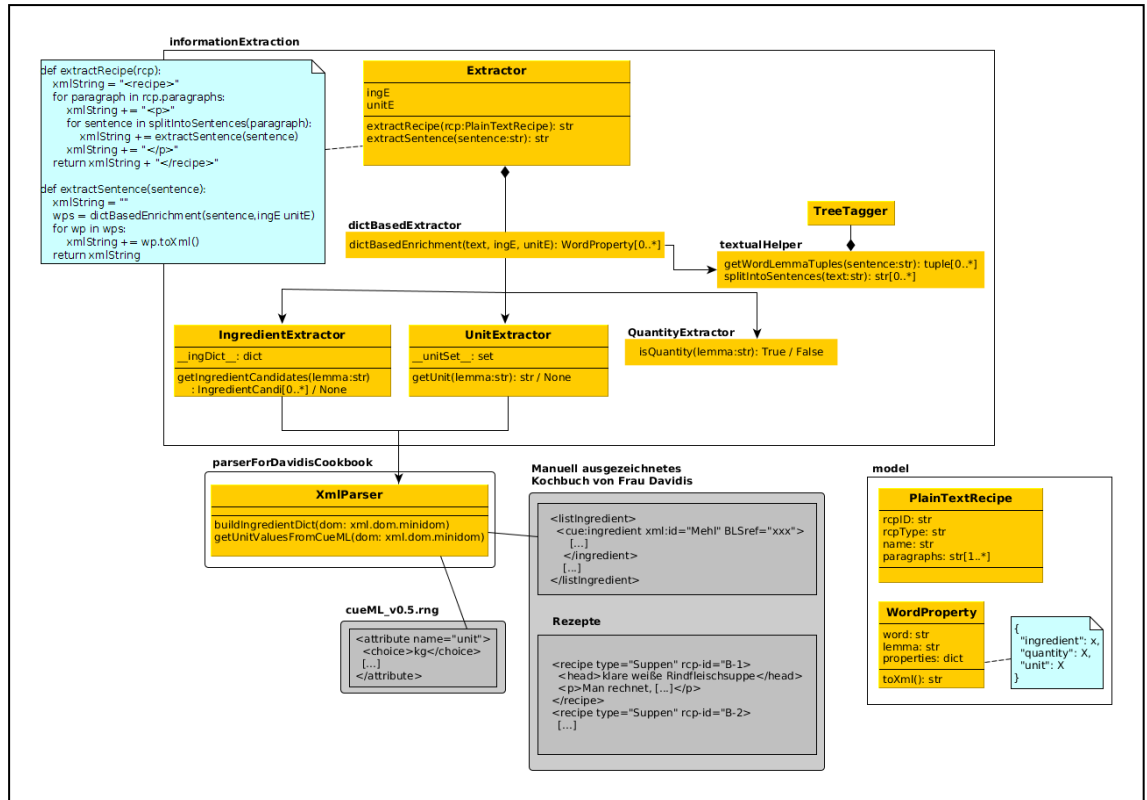 informationExtraction
def extractRecipe(rcp):
xmlString = "<recipe>"
for paragraph in rcp.paragraphs:
xmlString += "<p>"
for sentence in splitIntoSentences(paragraph):
xmlString += extractSentence(sentence)
xmlString += "</p>"
return xmlString + "</recipe>"
def extractSentence(sentence):
xmlString = ""
wps = dictBasedEnrichment(sentence,ingE unitE)
for wp in wps:
xmlString += wp.toXml()
return xmlString
Extractor
ingE
unitE
extractRecipe(rcp:PlainTextRecipe): str
extractSentence(sentence:str): str
dictBasedExtractor
dictBasedEnrichment(text, ingE, unitE): WordProperty[0..*]
TreeTagger
textualHelper
getWordLemmaTuples(sentence:str): tuple[0..*]
splitIntoSentences(text:str): str[0..*]
IngredientExtractor
__ingDict__: dict
getIngredientCandidates(lemma:str)
: IngredientCandi[0..*] / None
UnitExtractor
__unitSet__: set
getUnit(lemma:str): str / None
QuantityExtractor
isQuantity(lemma:str): True / False
parserForDavidisCookbook
XmlParser
buildIngredientDict(dom: xml.dom.minidom)
getUnitValuesFromCueML(dom: xml.dom.minidom)
cueML_v0.5.rng
<attribute name="unit">
<choice>kg</choice>
[...]
</attribute>
Manuell ausgezeichnetes
Kochbuch von Frau Davidis
<listIngredient>
<cue:ingredient xml:id="Mehl" BLSref="xxx">
[...]
</ingredient>
[...]
</listIngredient>
Rezepte
<recipe type="Suppen" rcp-id="B-1>
<head>klare weiße Rindfleischsuppe</head>
<p>Man rechnet, [...]</p>
</recipe>
<recipe type="Suppen" rcp-id="B-2>
[...]
model
PlainTextRecipe
rcpID: str
rcpType: str
name: str
paragraphs: str[1..*]
WordProperty
word: str
lemma: str
properties: dict
toXml(): str
{
"ingredient": x,
"quantity": X,
"unit": X
}